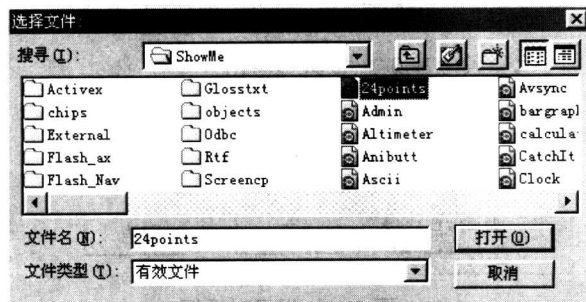 选择文件:
搜寻(I): ShowMe
Activex Glosstxt 24points Avsync
chips objects Admin bargrapl
External Odbc Altimeter calcula
Flash_ax Rtf Anibutt CatchIt
Flash_Nav Screencp Ascii Clock
文件名(N): 24points 打开(O)
文件类型(T): 有效文件 取消